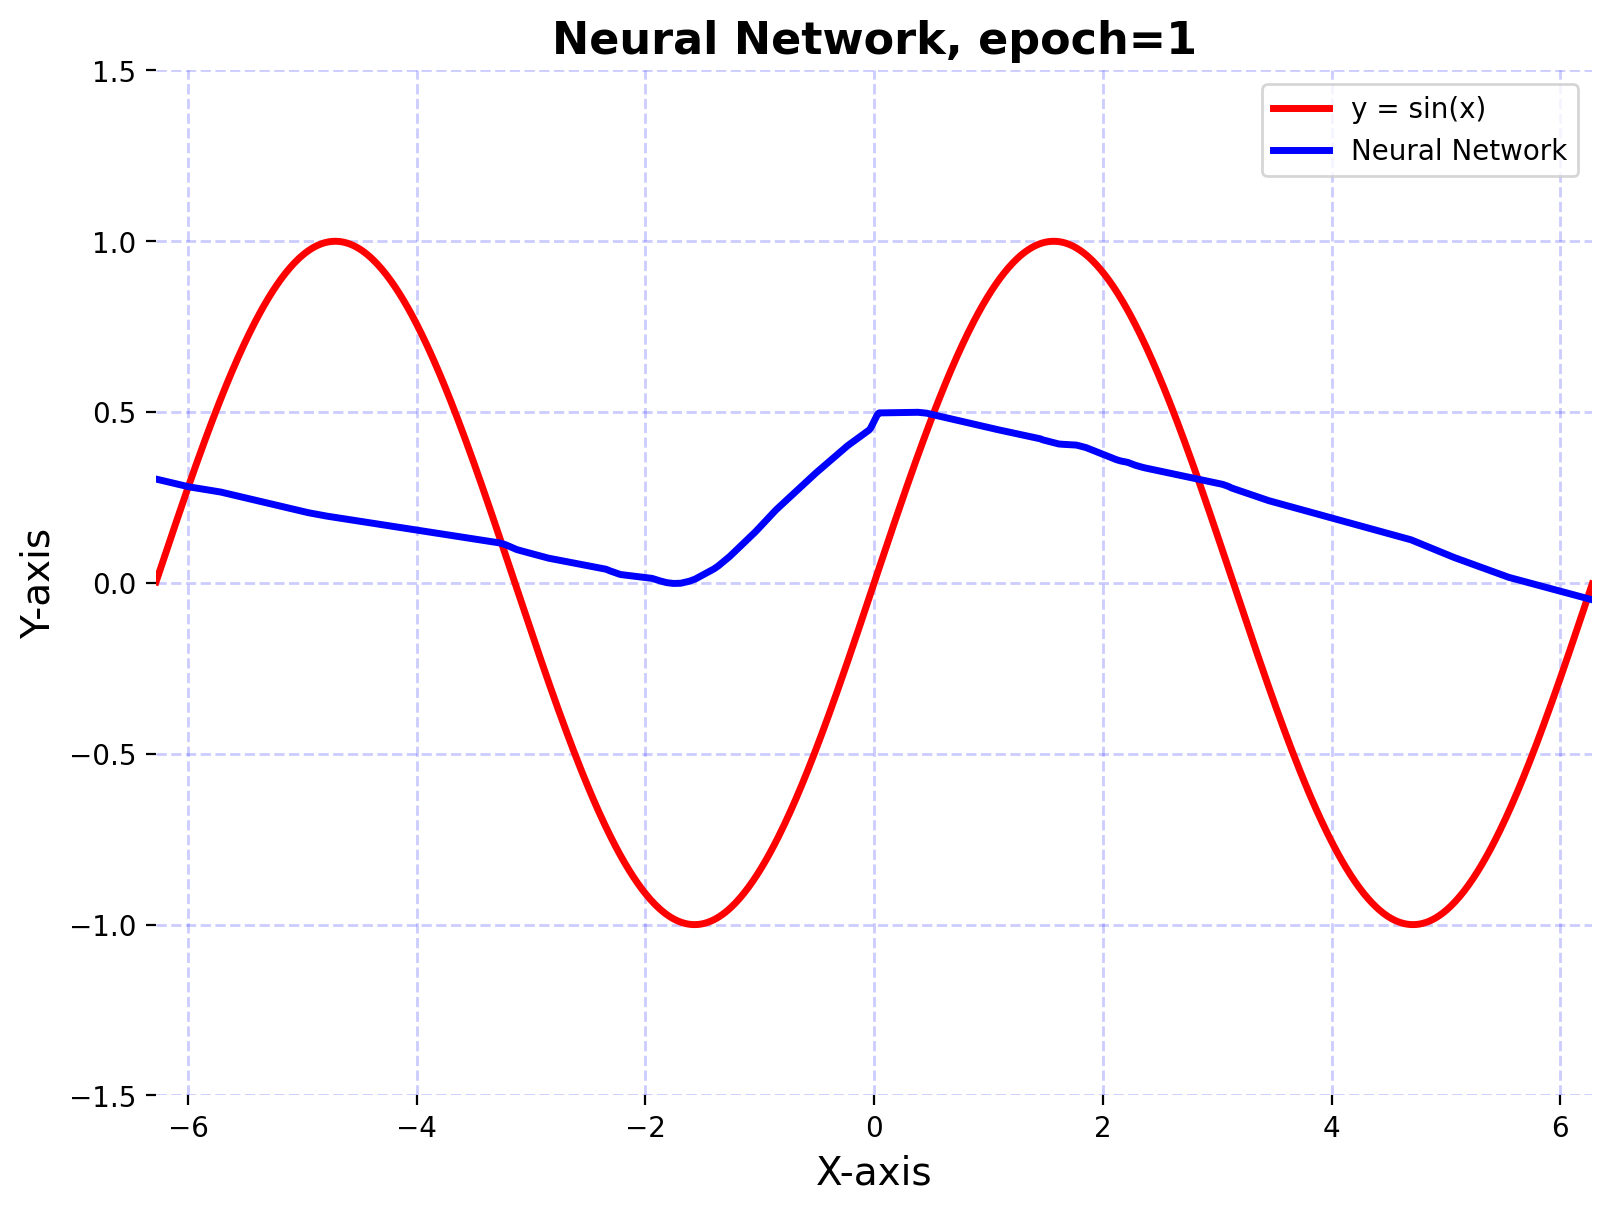 Neural Network, epoch=1
y = sin(x)
Neural Network
Y-axis
1.5
1.0
0.5
0.0
−0.5
−1.0
−1.5
−6 −4 −2 0 2 4 6
X-axis